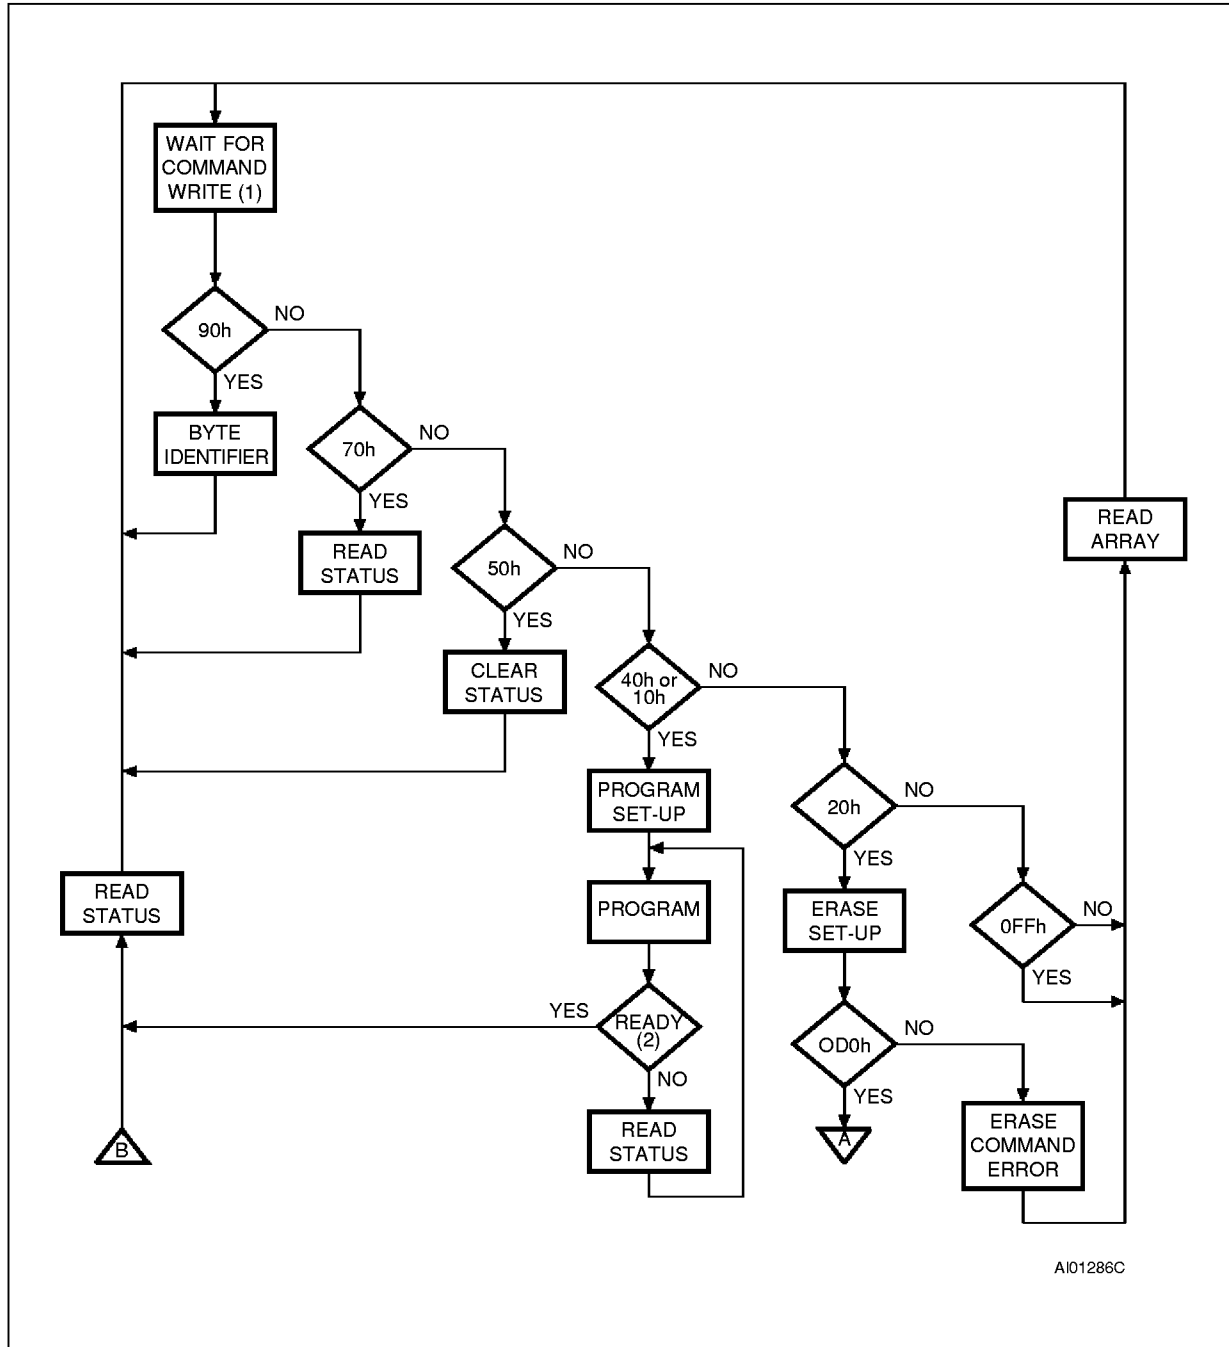 WAIT FOR
COMMAND
WRITE (1)
90h
NO
YES
BYTE
IDENTIFIER
70h
NO
YES
READ
STATUS
50h
NO
YES
CLEAR
STATUS
40h or
10h
NO
YES
PROGRAM
SET-UP
PROGRAM
READY
(2)
YES
NO
READ
STATUS
READ
STATUS
B
20h
NO
YES
ERASE
SET-UP
OD0h
NO
YES
A
ERASE
COMMAND
ERROR
0FFh
NO
YES
READ
ARRAY
AI01286C